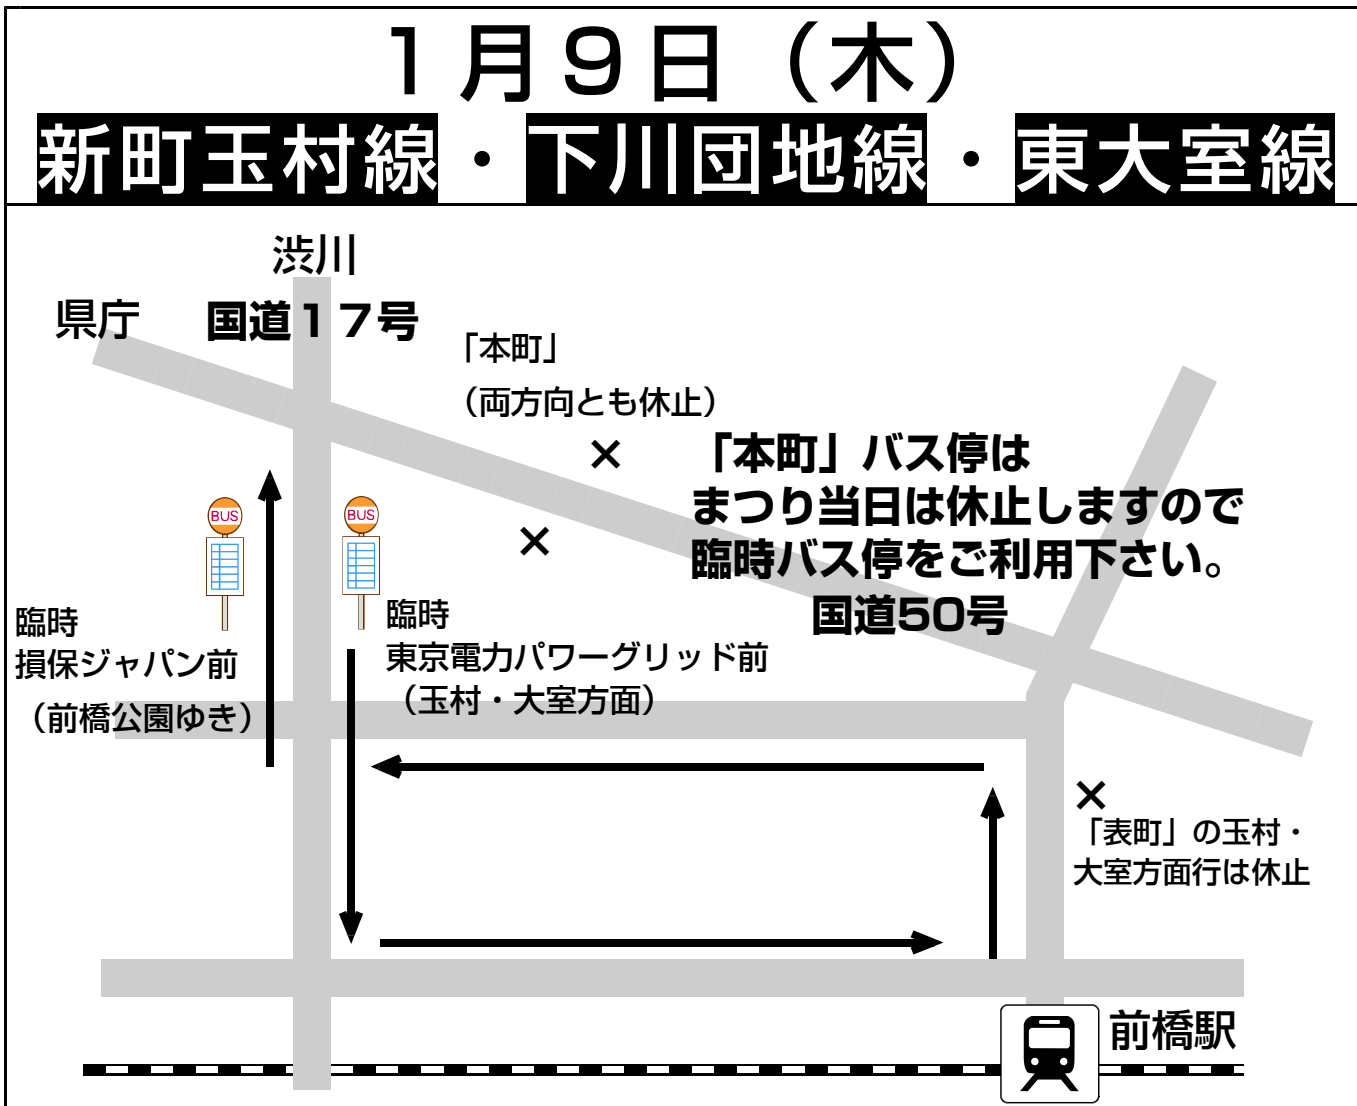 1月9日（木）
新町玉村線・下川団地線・東大室線
渋川
県庁
国道17号
「本町」
（両方向とも休止）
×
「本町」バス停は
まつり当日は休止しますので
臨時バス停をご利用下さい。
×
国道50号
BUS
BUS
臨時
損保ジャパン前
（前橋公園ゆき）
臨時
東京電力パワーグリッド前
（玉村・大室方面）
×
「表町」の玉村・
大室方面行は休止
前橋駅